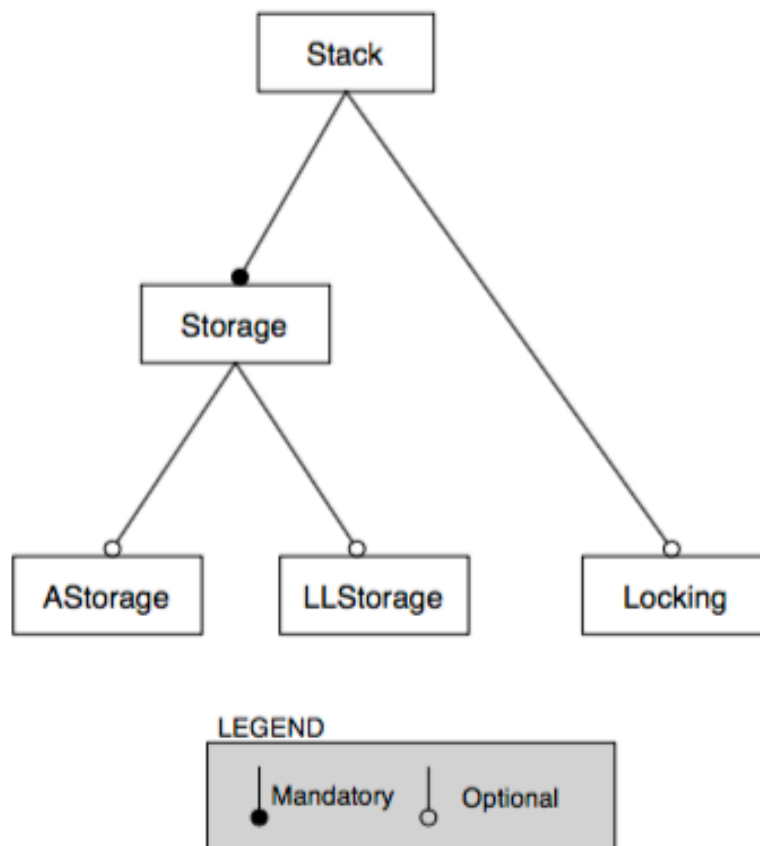 Stack
Storage
AStorage
LLStorage
Locking
LEGEND
Mandatory
Optional